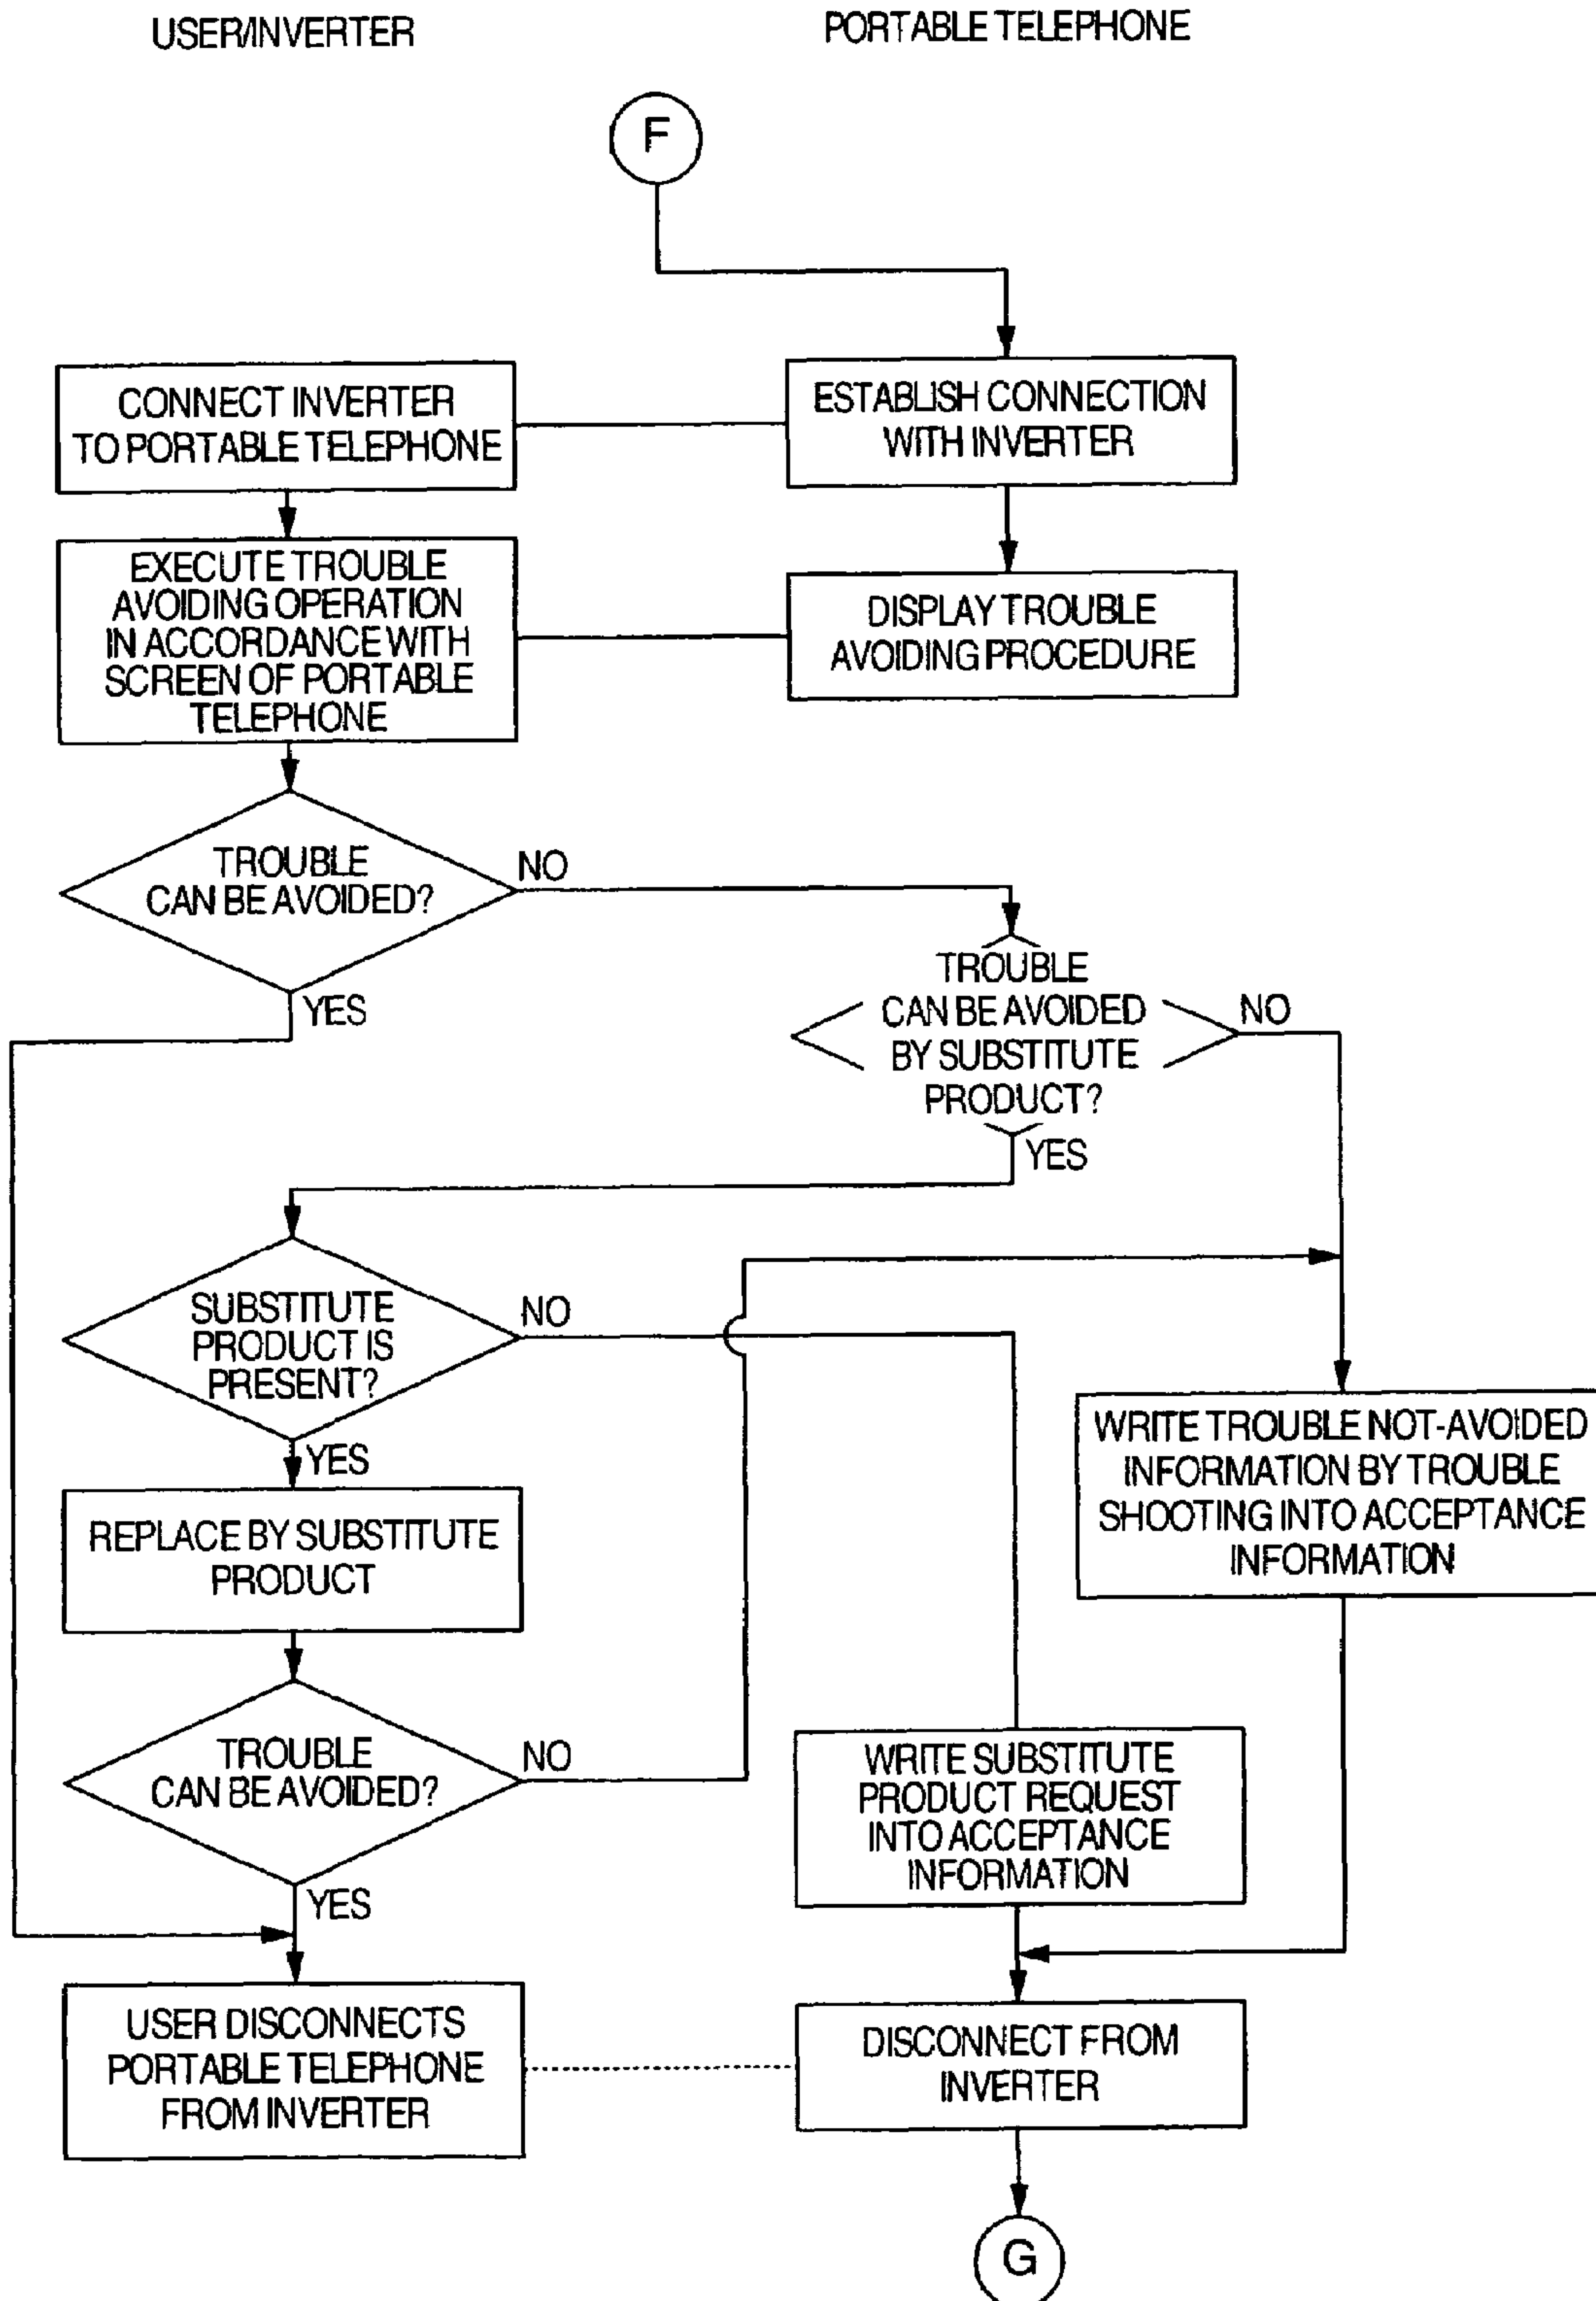 USER/INVERTER
PORTABLE TELEPHONE
F
CONNECT INVERTER
TO PORTABLE TELEPHONE
ESTABLISH CONNECTION
WITH INVERTER
EXECUTE TROUBLE
AVOIDING OPERATION
IN ACCORDANCE WITH
SCREEN OF PORTABLE
TELEPHONE
DISPLAY TROUBLE
AVOIDING PROCEDURE
TROUBLE
CAN BE AVOIDED?
NO
YES
TROUBLE
CAN BE AVOIDED
BY SUBSTITUTE
PRODUCT?
NO
YES
SUBSTITUTE
PRODUCT IS
PRESENT?
NO
YES
WRITE TROUBLE NOT-AVOIDED
INFORMATION BY TROUBLE
SHOOTING INTO ACCEPTANCE
INFORMATION
REPLACE BY SUBSTITUTE
PRODUCT
TROUBLE
CAN BE AVOIDED?
NO
YES
WRITE SUBSTITUTE
PRODUCT REQUEST
INTO ACCEPTANCE
INFORMATION
USER DISCONNECTS
PORTABLE TELEPHONE
FROM INVERTER
DISCONNECT FROM
INVERTER
G